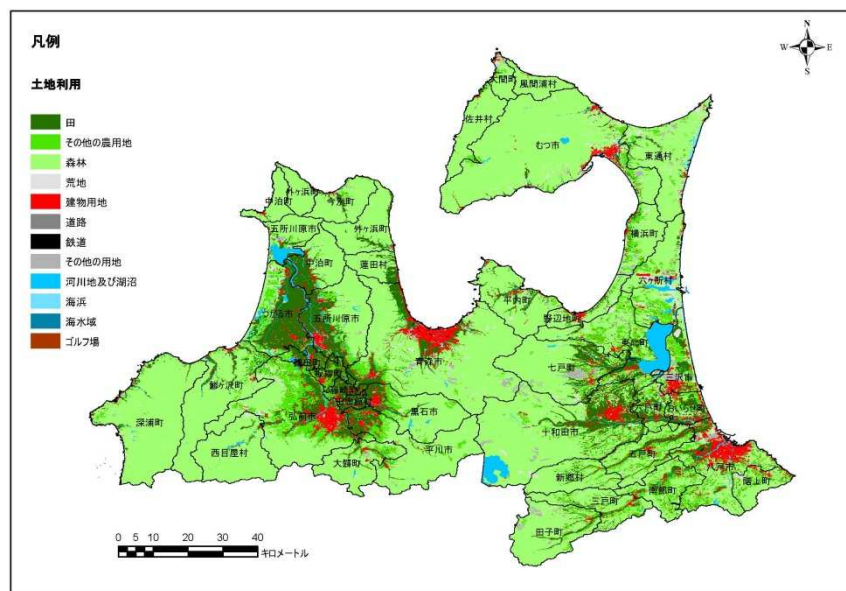 凡例
N
W
E
S
土地利用
田
その他の農用地
森林
荒地
建物用地
道路
鉄道
その他の用地
河川地及び湖沼
海浜
海水域
ゴルフ場
大間町
風間浦村
佐井村
むつ市
東通村
外ヶ浜町
中泊町
今別町
五所川原市
外ヶ浜町
横浜町
中泊町
蓬田村
六ヶ所村
平内町
野辺地町
つがる市
五所川原市
青森市
七戸町
三沢市
鰺ヶ沢町
深浦町
弘前市
黒石市
十和田市
五戸町
八戸市
西目屋村
大鰐町
平川市
新郷村
南部町
階上町
三戸町
田子町
0 5 10 20 30 40
キロメートル